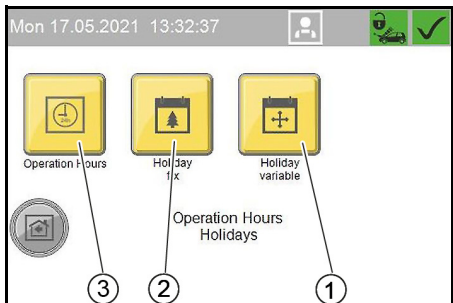 Mon 17.05.2021 13:32:37
24h
Operation Hours
Holiday
fix
Holiday
variable
Operation Hours
Holidays
3
2
1